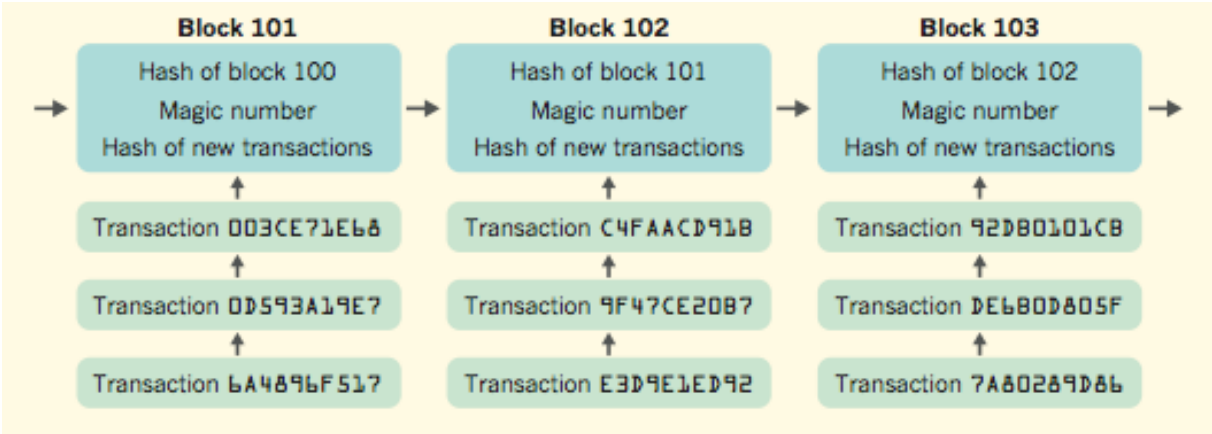 Block 101
Hash of block 100
Magic number
Hash of new transactions
Transaction 003CE71E68
Transaction 0D593A19E7
Transaction 6A4896F517
Block 102
Hash of block 101
Magic number
Hash of new transactions
Transaction C4FAACD91B
Transaction 9F47CE20B7
Transaction E3D9E1ED92
Block 103
Hash of block 102
Magic number
Hash of new transactions
Transaction 92DB0101CB
Transaction DE6B0D805F
Transaction 7A80289D86